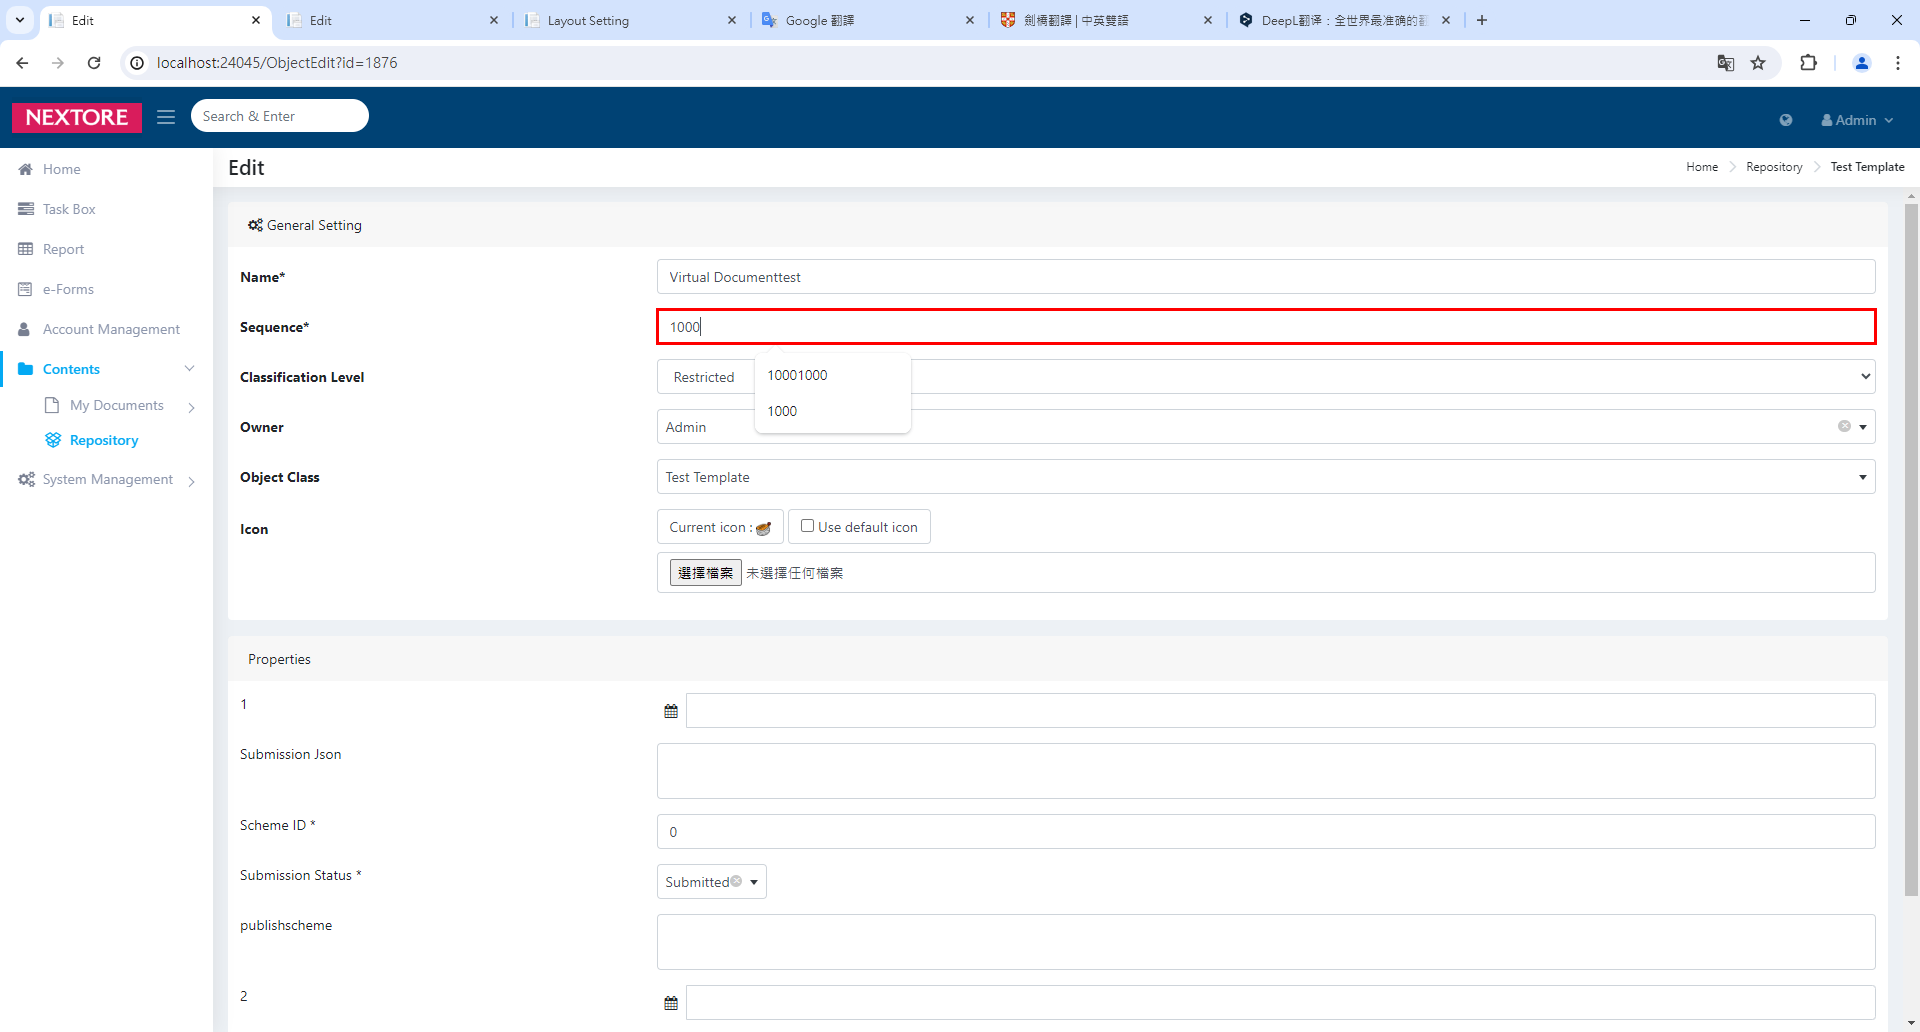 Edit
Edit
Layout Setting
Google 翻譯
劍橋翻譯 | 中英雙語
DeepL翻译：全世界最准确的翻
localhost:24045/ObjectEdit?id=1876
NEXTORE
Search & Enter
Admin
Home
Task Box
Report
e-Forms
Account Management
Contents
My Documents
Repository
System Management
Edit
Home
Repository
Test Template
General Setting
Name*
Virtual Documenttest
Sequence*
1000
10001000
1000
Classification Level
Restricted
Owner
Admin
Object Class
Test Template
Icon
Current icon :
Use default icon
選擇檔案 未選擇任何檔案
Properties
1
Submission Json
Scheme ID *
0
Submission Status *
Submitted
publishscheme
2